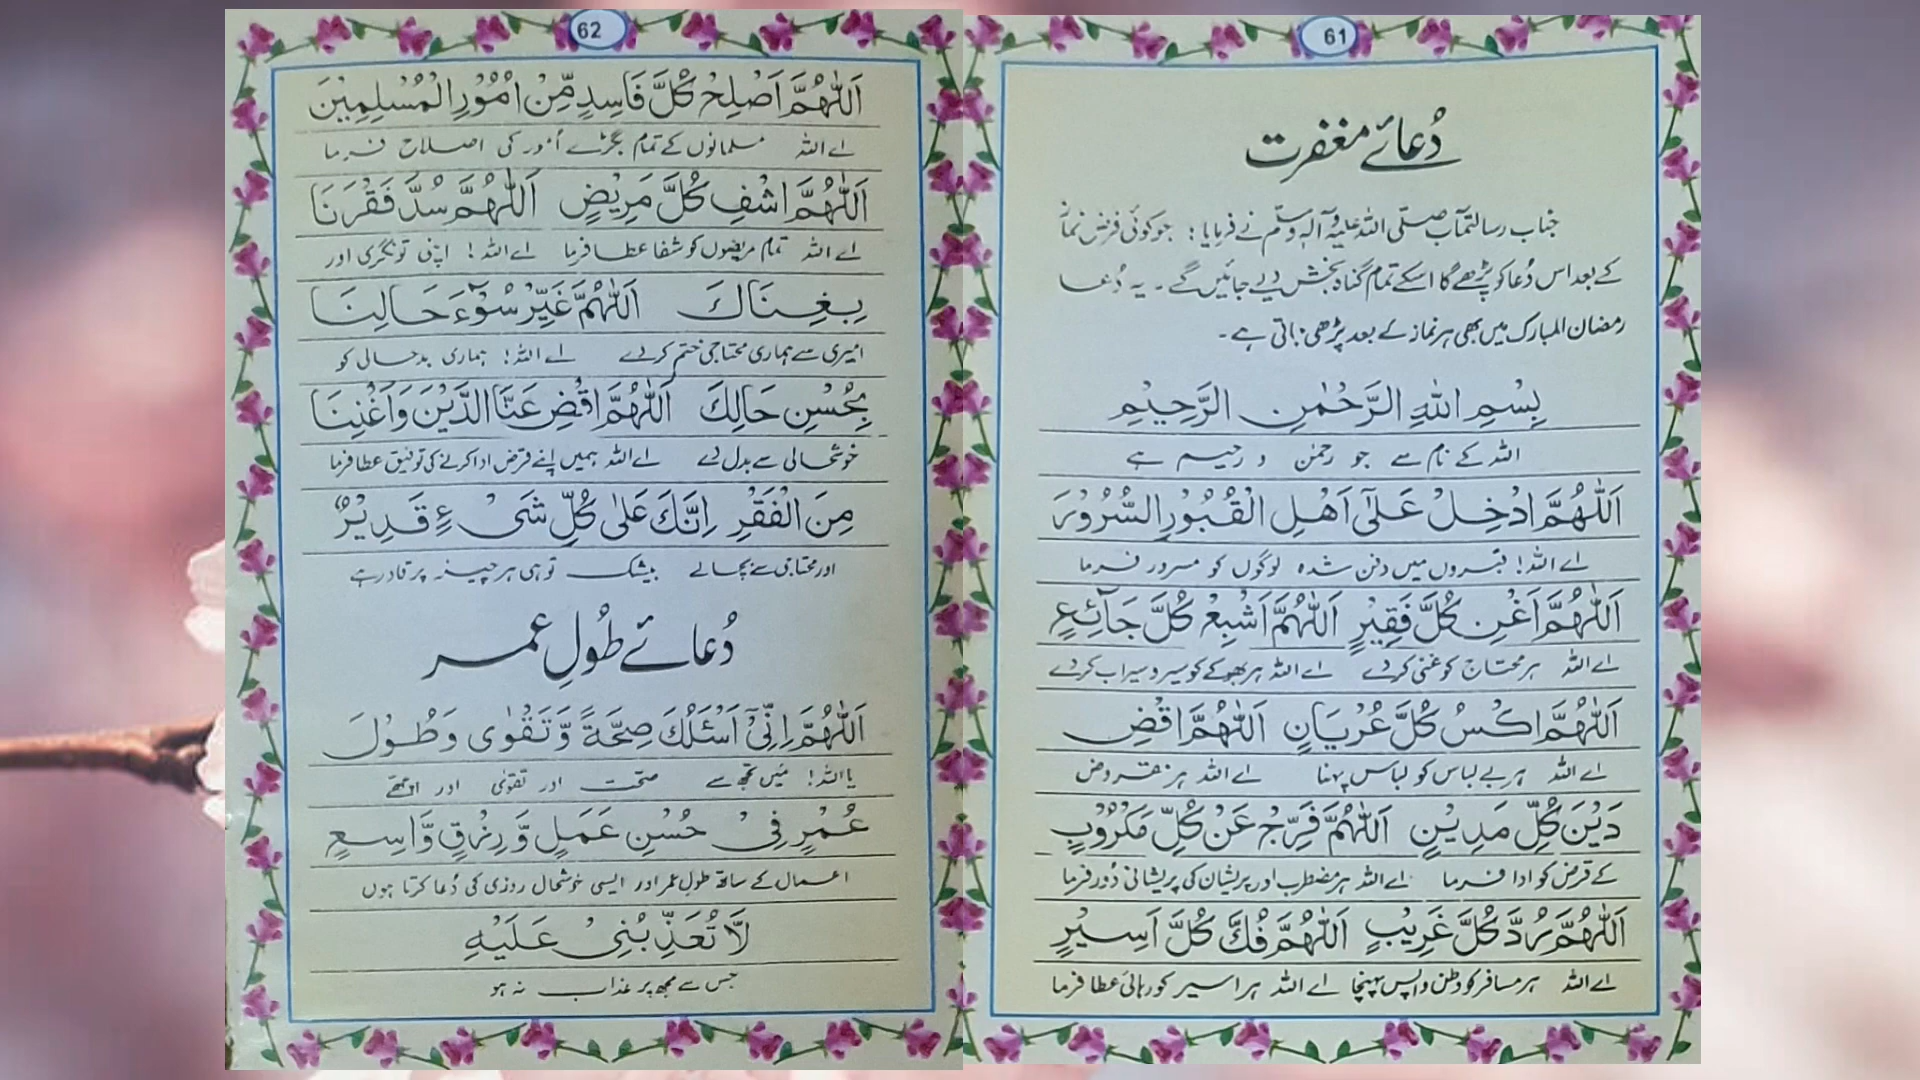 61
دُعائے مغفرت
جناب رسالتمآب صلّی اللہ علیہ وآلہ وسلّم نے فرمایا: جو کوئی فرض نماز
کے بعد اس دُعا کو پڑھے گا اسکے تمام گناہ بخش دیے جائیں گے۔ یہ دُعا
رمضان المبارک میں بھی ہر نماز کے بعد پڑھی جاتی ہے۔
بِسْمِ اللهِ الرَّحْمٰنِ الرَّحِیْمِ
اللہ کے نام سے جو رحمٰن و رحیم ہے
اَللّٰهُمَّ اَدْخِلْ عَلٰٓی اَهْلِ الْقُبُوْرِ السُّرُوْرَ
اے اللہ! قبروں میں دفن شدہ لوگوں کو مسرور فرما
اَللّٰهُمَّ اَغْنِ کُلَّ فَقِیْرٍ اَللّٰهُمَّ اَشْبِعْ کُلَّ جَآئِعٍ
اے اللہ ہر محتاج کو غنی کر دے اے اللہ ہر بھوکے کو سیر و سیراب کر دے
اَللّٰهُمَّ اکْسُ کُلَّ عُرْیَانٍ اَللّٰهُمَّ اقْضِ
اے اللہ ہر بے لباس کو لباس پہنا اے اللہ ہر مقروض
دَیْنَ کُلِّ مَدِیْنٍ اَللّٰهُمَّ فَرِّجْ عَنْ کُلِّ مَکْرُوْبٍ
کے قرض کو ادا فرما اے اللہ ہر مضطرب اور پریشان کی پریشانی دُور فرما
اَللّٰهُمَّ رُدَّ کُلَّ غَرِیْبٍ اَللّٰهُمَّ فُكَّ کُلَّ اَسِیْرٍ
اے اللہ ہر مسافر کو وطن واپس پہنچا اے اللہ ہر اسیر کو رہائی عطا فرما
62
اَللّٰهُمَّ اَصْلِحْ کُلَّ فَاسِدٍ مِّنْ اُمُوْرِ الْمُسْلِمِیْنَ
اے اللہ مسلمانوں کے تمام بگڑے اُمور کی اصلاح فرما
اَللّٰهُمَّ اشْفِ کُلَّ مَرِیْضٍ اَللّٰهُمَّ سُدَّ فَقْرَنَا
اے اللہ تمام مریضوں کو شفا عطا فرما اے اللہ! اپنی تونگری اور
بِغِنَاكَ اَللّٰهُمَّ غَیِّرْ سُوْٓءَ حَالِنَا
امیری سے ہماری محتاجی ختم کر دے اے اللہ! ہماری بدحالی کو
بِحُسْنِ حَالِكَ اَللّٰهُمَّ اقْضِ عَنَّا الدَّیْنَ وَاَغْنِنَا
خوشحالی سے بدل دے اے اللہ ہمیں اپنے قرض ادا کرنے کی توفیق عطا فرما
مِنَ الْفَقْرِ اِنَّكَ عَلٰی کُلِّ شَیْءٍ قَدِیْرٌ
اور محتاجی سے بچا لے بیشک تو ہی ہر چیز پر قادر ہے
دُعائے طُولِ عمر
اَللّٰهُمَّ اِنِّیْٓ اَسْئَلُكَ صِحَّةً وَّ تَقْوٰی وَ طُوْلَ
یا اللہ! میں تجھ سے صحت اور تقویٰ اور اچھے
عُمْرٍ فِیْ حُسْنِ عَمَلٍ وَّ رِزْقٍ وَّاسِعٍ
اعمال کے ساتھ طولِ عمر اور ایسی خوشحال روزی کی دُعا کرتا ہوں
لَّا تُعَذِّبُنِیْ عَلَیْهِ
جس سے مجھ پر عذاب نہ ہو